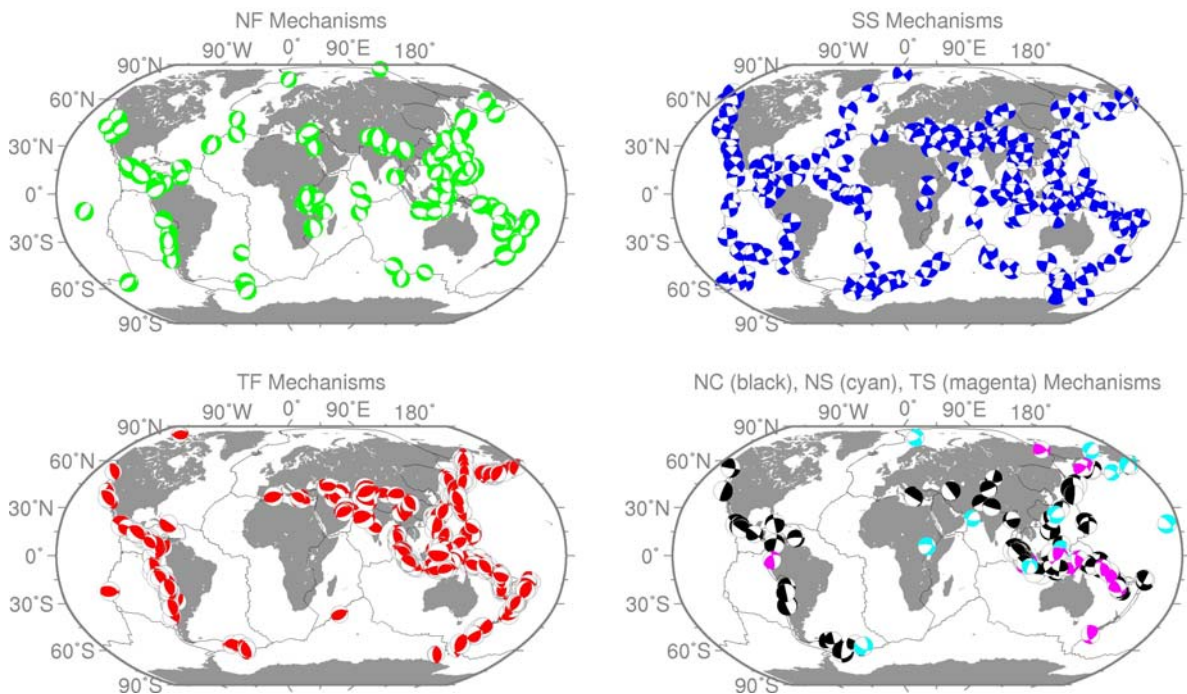 NF Mechanisms
0˚
90˚W 90˚E 180˚
90˚N
60˚N
30˚N
0˚
30˚S
60˚S
90˚S
SS Mechanisms
0˚
90˚W 90˚E 180˚
90˚N
60˚N
30˚N
0˚
30˚S
60˚S
90˚S
TF Mechanisms
0˚
90˚W 90˚E 180˚
90˚N
60˚N
30˚N
0˚
30˚S
60˚S
90˚S
NC (black), NS (cyan), TS (magenta) Mechanisms
0˚
90˚W 90˚E 180˚
90˚N
60˚N
30˚N
0˚
30˚S
60˚S
90˚S